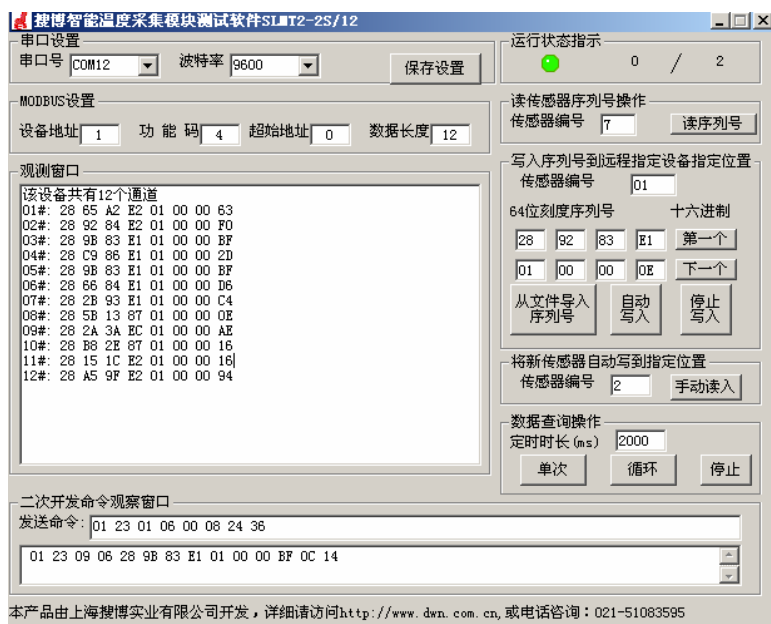 搜博智能温度采集模块测试软件SLMT2-2S/12
串口设置
串口号 COM12 波特率 9600 保存设置
运行状态指示
0 / 2
MODBUS设置
设备地址 1 功 能 码 4 超始地址 0 数据长度 12
读传感器序列号操作
传感器编号 7 读序列号
观测窗口
该设备共有12个通道
01#: 28 65 A2 E2 01 00 00 63
02#: 28 92 84 E2 01 00 00 F0
03#: 28 9B 83 E1 01 00 00 BF
04#: 28 C9 86 E1 01 00 00 2D
05#: 28 9B 83 E1 01 00 00 BF
06#: 28 66 84 E1 01 00 00 D6
07#: 28 2B 93 E1 01 00 00 C4
08#: 28 5B 13 87 01 00 00 0E
09#: 28 2A 3A EC 01 00 00 AE
10#: 28 B8 2E 87 01 00 00 16
11#: 28 15 1C E2 01 00 00 16
12#: 28 A5 9F E2 01 00 00 94
写入序列号到远程指定设备指定位置
传感器编号 01
64位刻度序列号 十六进制
28 92 83 E1 第一个
01 00 00 0E 下一个
从文件导入序列号 自动写入 停止写入
将新传感器自动写到指定位置
传感器编号 2 手动读入
数据查询操作
定时时长(ms) 2000
单次 循环 停止
二次开发命令观察窗口
发送命令: 01 23 01 06 00 08 24 36
01 23 09 06 28 9B 83 E1 01 00 00 BF 0C 14
本产品由上海搜博实业有限公司开发，详细请访问http://www.dwn.com.cn,或电话咨询：021-51083595